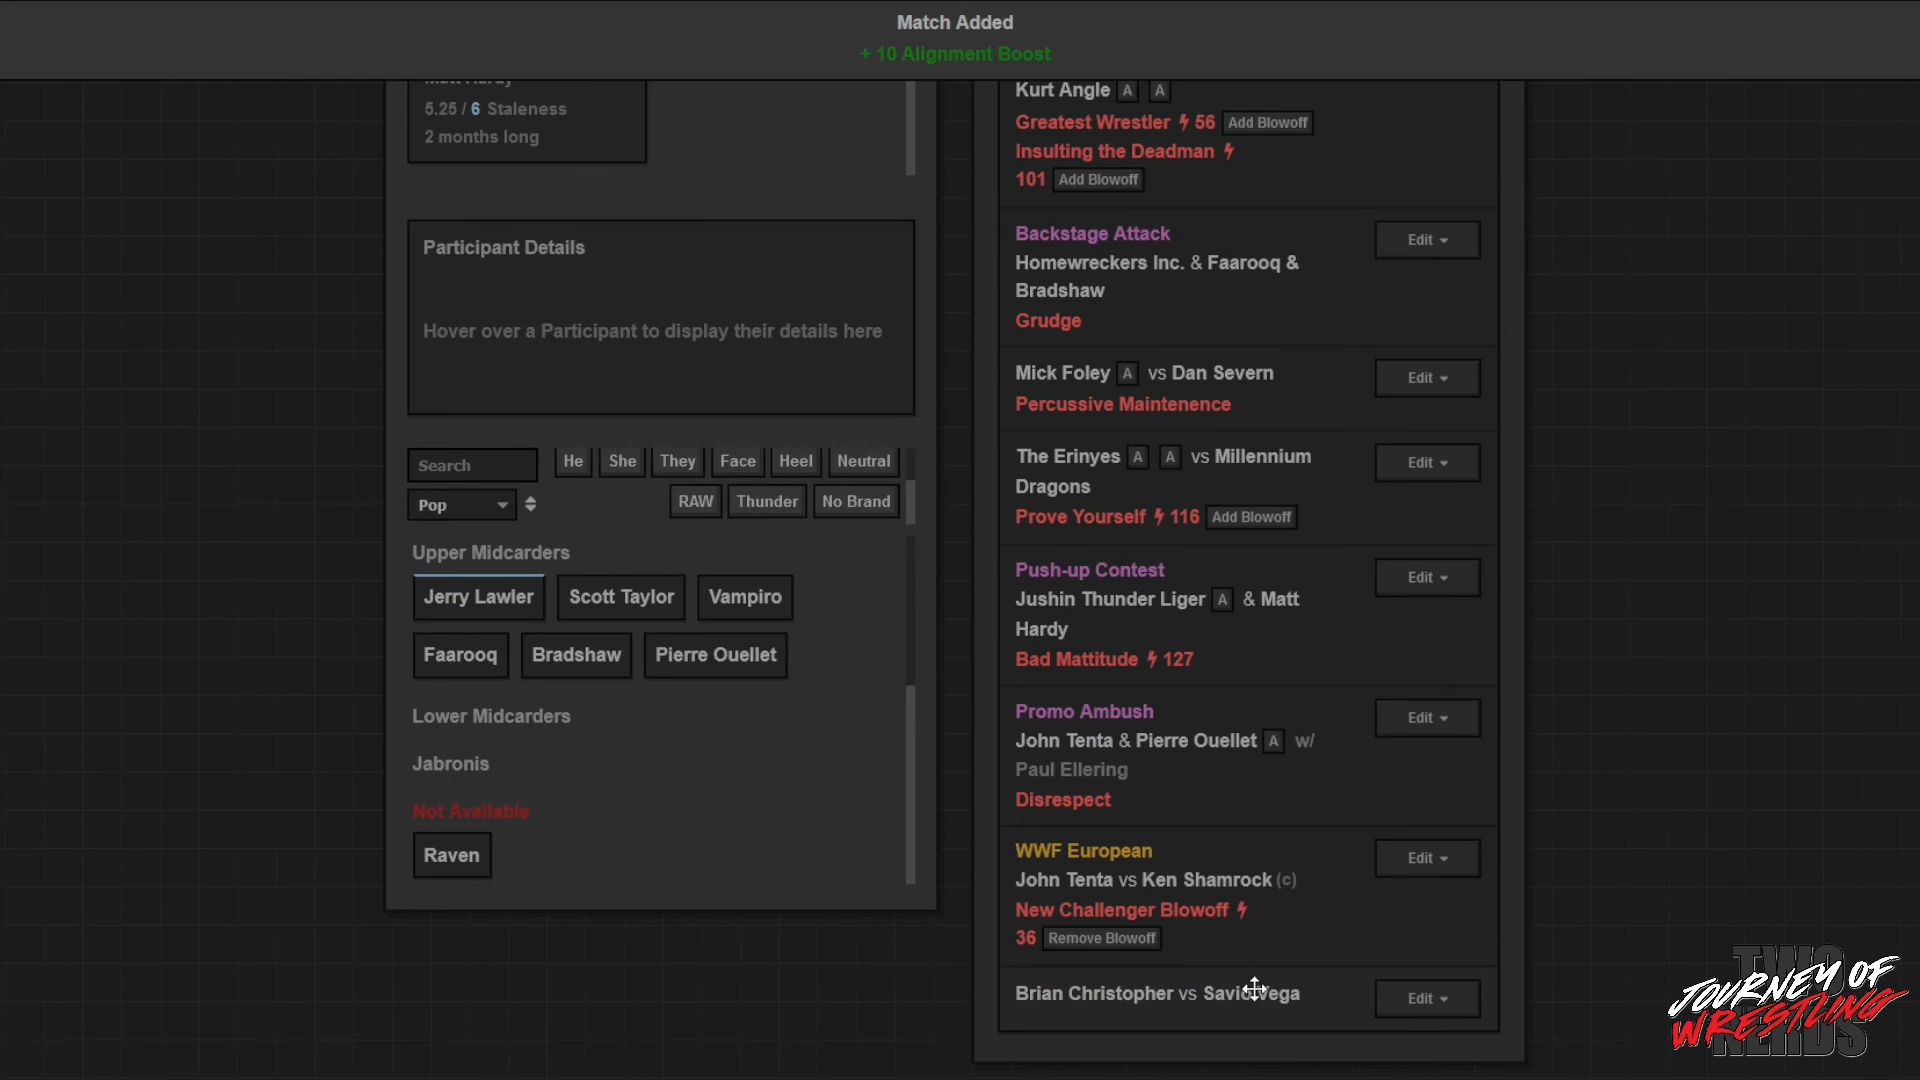 Match Added
+ 10 Alignment Boost
Matt Hardy
5.25 / 6 Staleness
2 months long
Participant Details
Hover over a Participant to display their details here
Search
He
She
They
Face
Heel
Neutral
Pop
RAW
Thunder
No Brand
Upper Midcarders
Jerry Lawler
Scott Taylor
Vampiro
Faarooq
Bradshaw
Pierre Ouellet
Lower Midcarders
Jabronis
Not Available
Raven
Kurt Angle A A
Greatest Wrestler 56 Add Blowoff
Insulting the Deadman
101 Add Blowoff
Backstage Attack
Edit
Homewreckers Inc. & Faarooq &
Bradshaw
Grudge
Mick Foley A vs Dan Severn
Edit
Percussive Maintenence
The Erinyes A A vs Millennium
Edit
Dragons
Prove Yourself 116 Add Blowoff
Push-up Contest
Edit
Jushin Thunder Liger A & Matt
Hardy
Bad Mattitude 127
Promo Ambush
Edit
John Tenta & Pierre Ouellet A w/
Paul Ellering
Disrespect
WWF European
Edit
John Tenta vs Ken Shamrock (c)
New Challenger Blowoff
36 Remove Blowoff
Brian Christopher vs Savio Vega
Edit
TWO
JOURNEY OF
WRESTLING
NERDS